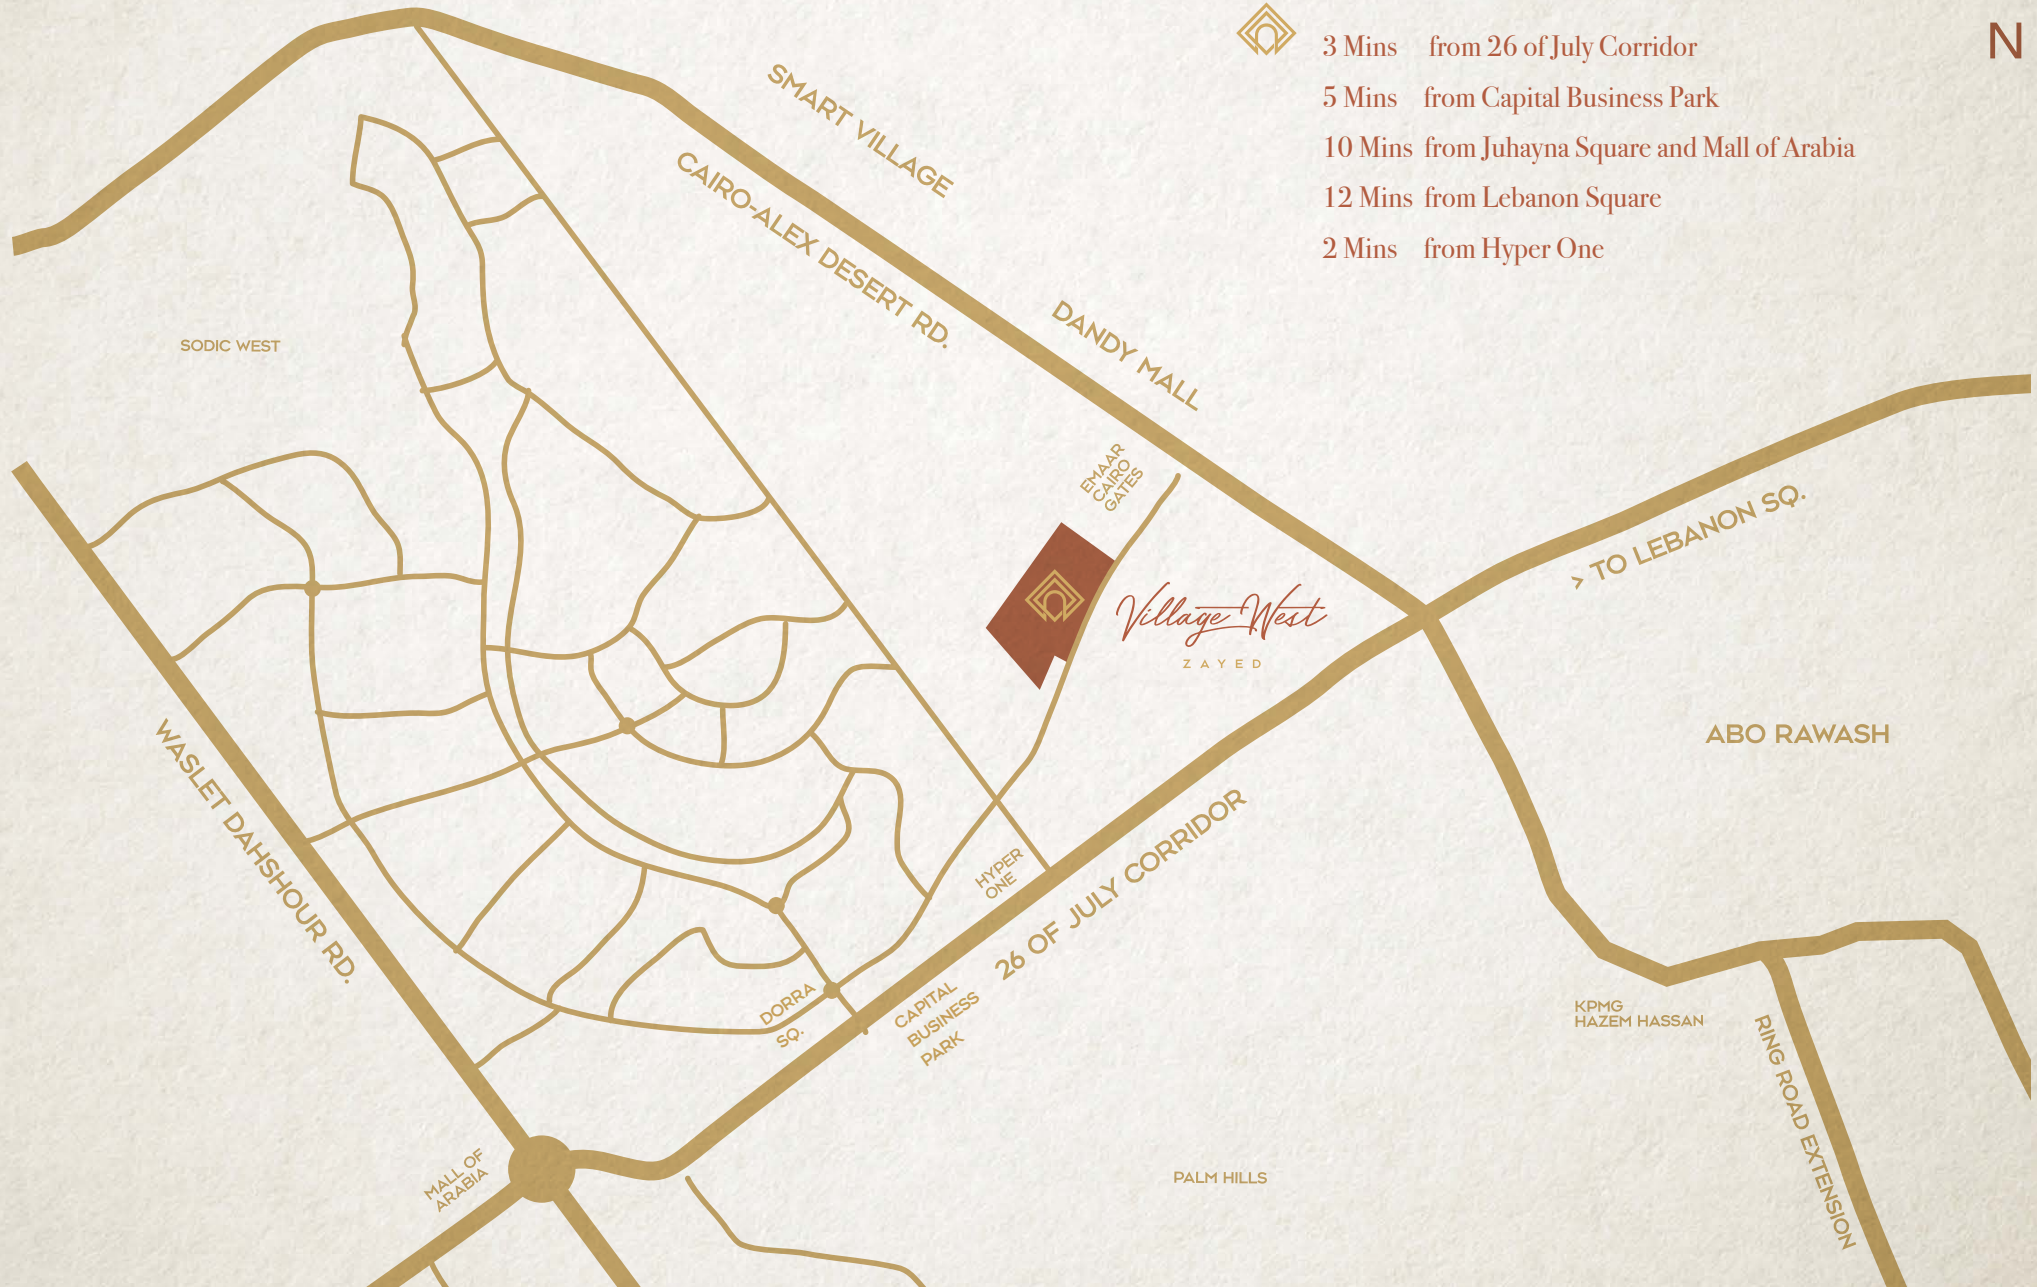 3 Mins from 26 of July Corridor
5 Mins from Capital Business Park
10 Mins from Juhayna Square and Mall of Arabia
12 Mins from Lebanon Square
2 Mins from Hyper One
N
SMART VILLAGE
CAIRO-ALEX DESERT RD.
DANDY MALL
SODIC WEST
EMAAR
CAIRO
GATES
> TO LEBANON SQ.
Village West
ZAYED
ABO RAWASH
WASLET DAHSHOUR RD.
HYPER
ONE
26 OF JULY CORRIDOR
DORRA
SQ.
CAPITAL
BUSINESS
PARK
KPMG
HAZEM HASSAN
RING ROAD EXTENSION
MALL OF
ARABIA
PALM HILLS